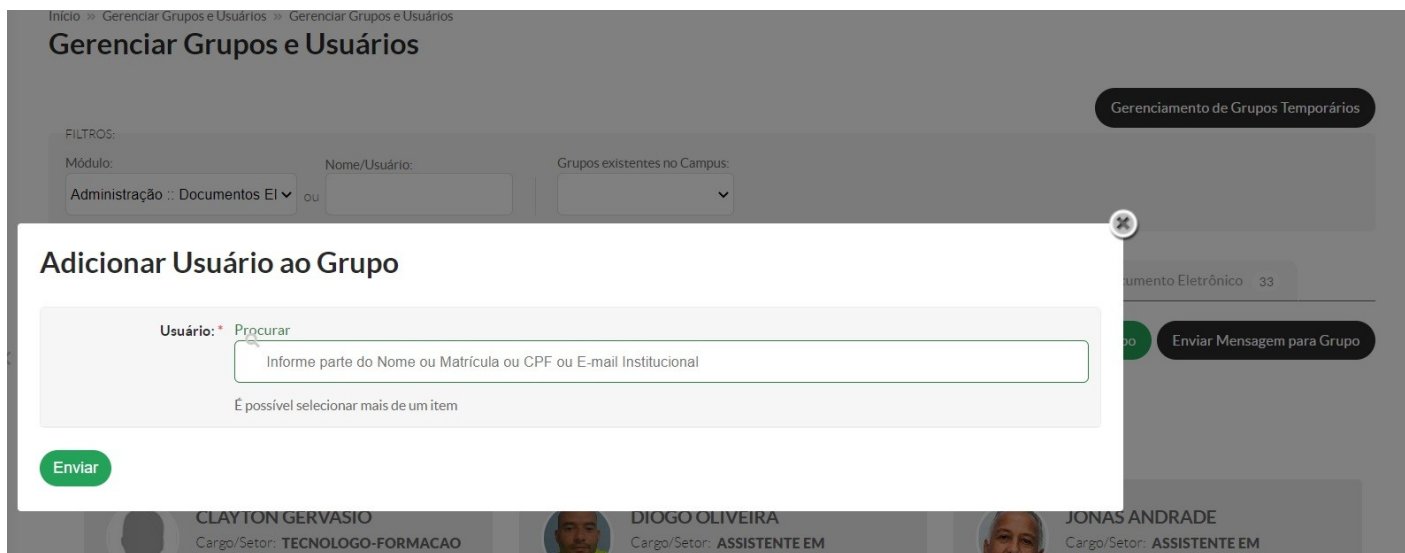 Início » Gerenciar Grupos e Usuários » Gerenciar Grupos e Usuários
Gerenciar Grupos e Usuários
Gerenciamento de Grupos Temporários
FILTROS:
Módulo: Nome/Usuário: Grupos existentes no Campus:
Administração :: Documentos El ou
Adicionar Usuário ao Grupo
Eletrônico 33
Usuário: * Procurar
Informe parte do Nome ou Matrícula ou CPF ou E-mail Institucional
Enviar Mensagem para Grupo
É possível selecionar mais de um item
Enviar
CLAYTON GERVASIO DIOGO OLIVEIRA JONAS ANDRADE
Cargo/Setor: TECNOLOGO-FORMACAO Cargo/Setor: ASSISTENTE EM Cargo/Setor: ASSISTENTE EM